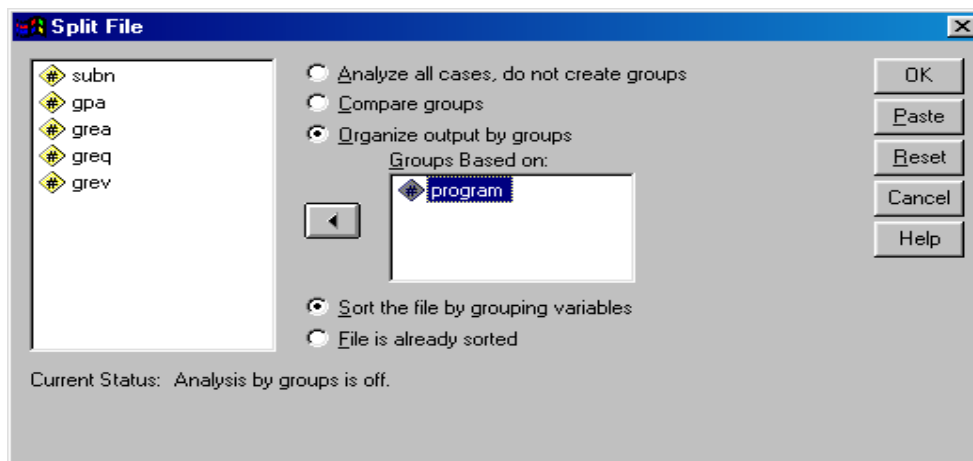 Split File
subn
gpa
grea
greq
grev
Analyze all cases, do not create groups
Compare groups
Organize output by groups
Groups Based on:
program
Sort the file by grouping variables
File is already sorted
OK
Paste
Reset
Cancel
Help
Current Status: Analysis by groups is off.